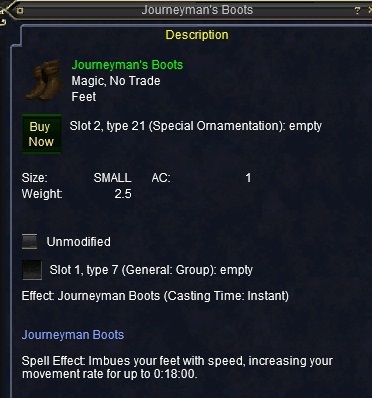 Journeyman's Boots
?
Description
Journeyman's Boots
Magic, No Trade
Feet
Buy Now
Slot 2, type 21 (Special Ornamentation): empty
Size: SMALL AC: 1
Weight: 2.5
Unmodified
Slot 1, type 7 (General: Group): empty
Effect: Journeyman Boots (Casting Time: Instant)
Journeyman Boots
Spell Effect: Imbues your feet with speed, increasing your
movement rate for up to 0:18:00.